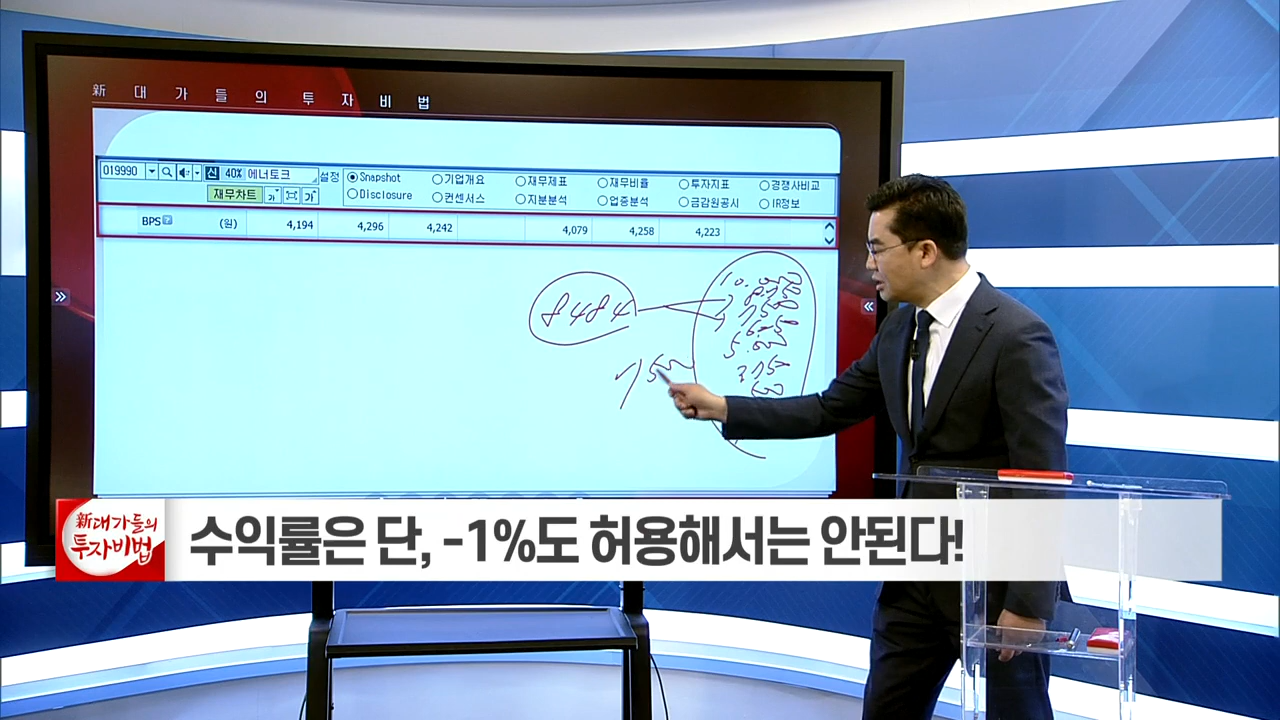 新 대가들의 투자비법
019990 신 40% 에너토크 설정 Snapshot 기업개요 재무제표 재무비율 투자지표 경쟁사비교
재무차트 가 가 Disclosure 컨센서스 지분분석 업종분석 금감원공시 IR정보
BPS (원) 4,194 4,296 4,242 4,079 4,258 4,223
8484
新대가들의
투자비법
수익률은 단, -1%도 허용해서는 안된다!